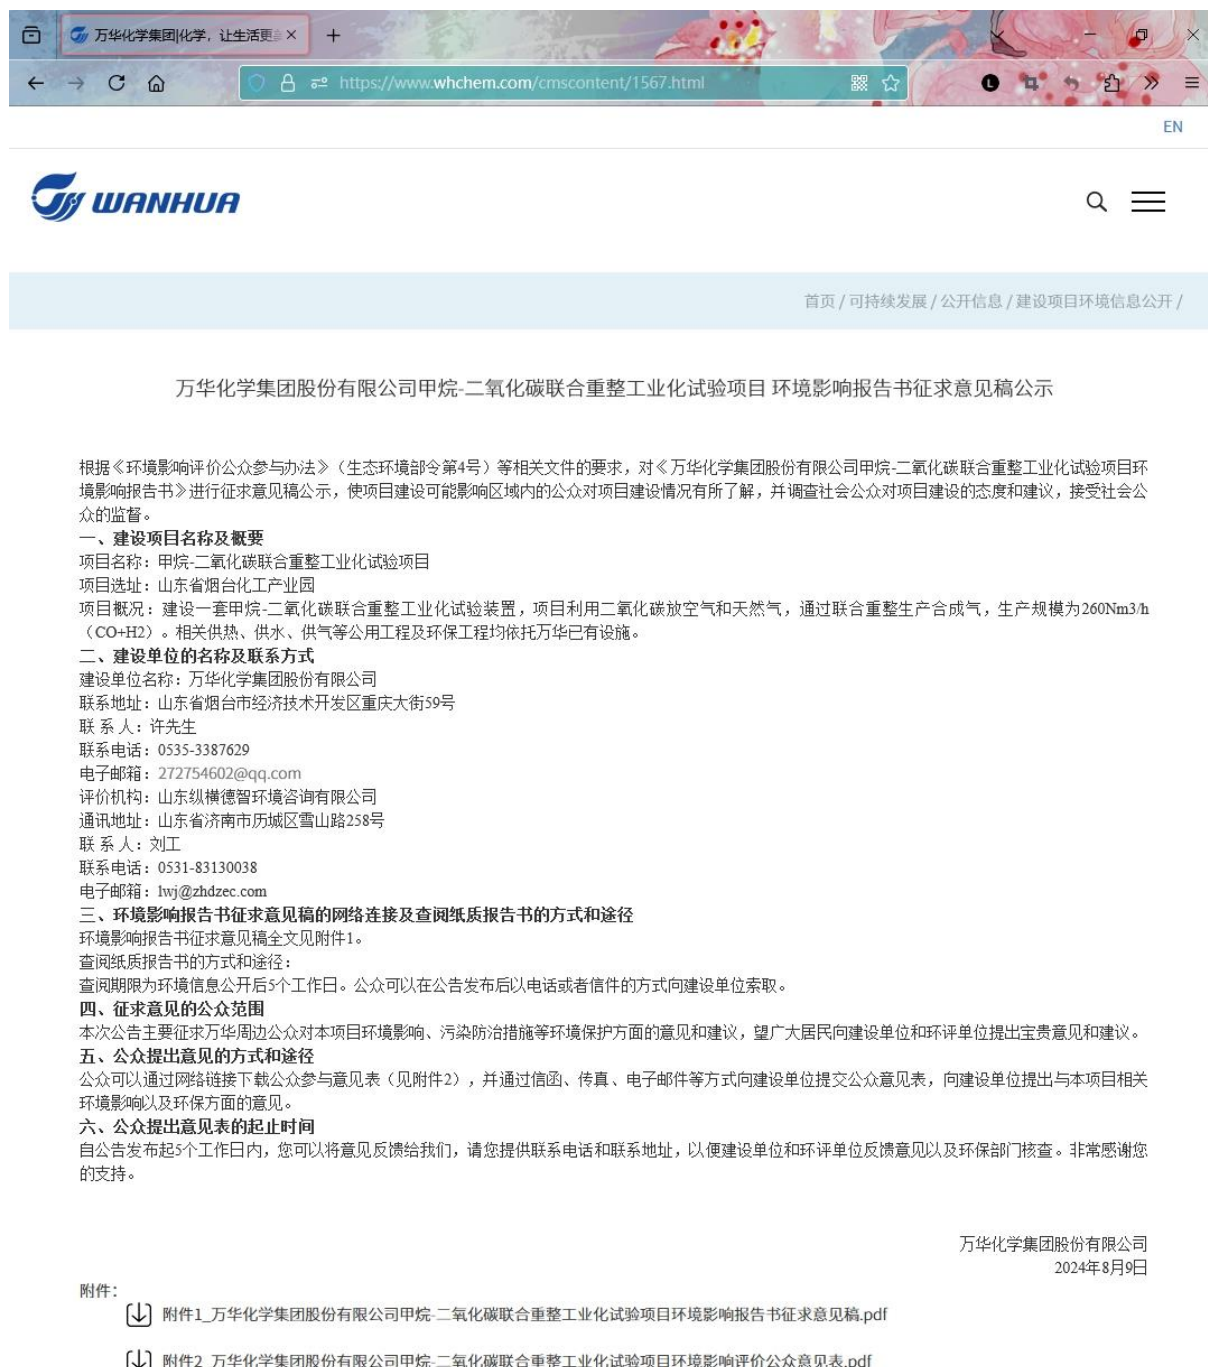 万华化学集团|化学，让生活更
https://www.whchem.com/cmscontent/1567.html
EN
WANHUA
首页 / 可持续发展 / 公开信息 / 建设项目环境信息公开 /
万华化学集团股份有限公司甲烷-二氧化碳联合重整工业化试验项目 环境影响报告书征求意见稿公示
根据《环境影响评价公众参与办法》（生态环境部令第4号）等相关文件的要求，对《万华化学集团股份有限公司甲烷-二氧化碳联合重整工业化试验项目环
境影响报告书》进行征求意见稿公示，使项目建设可能影响区域内的公众对项目建设情况有所了解，并调查社会公众对项目建设的态度和建议，接受社会公
众的监督。
一、建设项目名称及概要
项目名称：甲烷-二氧化碳联合重整工业化试验项目
项目选址：山东省烟台化工产业园
项目概况：建设一套甲烷-二氧化碳联合重整工业化试验装置，项目利用二氧化碳放空气和天然气，通过联合重整生产合成气，生产规模为260Nm3/h
（CO+H2）。相关供热、供水、供气等公用工程及环保工程均依托万华已有设施。
二、建设单位的名称及联系方式
建设单位名称：万华化学集团股份有限公司
联系地址：山东省烟台市经济技术开发区重庆大街59号
联 系 人：许先生
联系电话：0535-3387629
电子邮箱：272754602@qq.com
评价机构：山东纵横德智环境咨询有限公司
通讯地址：山东省济南市历城区雪山路258号
联 系 人：刘工
联系电话：0531-83130038
电子邮箱：lwj@zhdzec.com
三、环境影响报告书征求意见稿的网络连接及查阅纸质报告书的方式和途径
环境影响报告书征求意见稿全文见附件1。
查阅纸质报告书的方式和途径：
查阅期限为环境信息公开后5个工作日。公众可以在公告发布后以电话或者信件的方式向建设单位索取。
四、征求意见的公众范围
本次公告主要征求万华周边公众对本项目环境影响、污染防治措施等环境保护方面的意见和建议，望广大居民向建设单位和环评单位提出宝贵意见和建议。
五、公众提出意见的方式和途径
公众可以通过网络链接下载公众参与意见表（见附件2），并通过信函、传真、电子邮件等方式向建设单位提交公众意见表，向建设单位提出与本项目相关
环境影响以及环保方面的意见。
六、公众提出意见表的起止时间
自公告发布起5个工作日内，您可以将意见反馈给我们，请您提供联系电话和联系地址，以便建设单位和环评单位反馈意见以及环保部门核查。非常感谢您
的支持。
万华化学集团股份有限公司
2024年8月9日
附件：
附件1_万华化学集团股份有限公司甲烷-二氧化碳联合重整工业化试验项目环境影响报告书征求意见稿.pdf
附件2_万华化学集团股份有限公司甲烷-二氧化碳联合重整工业化试验项目环境影响评价公众意见表.pdf